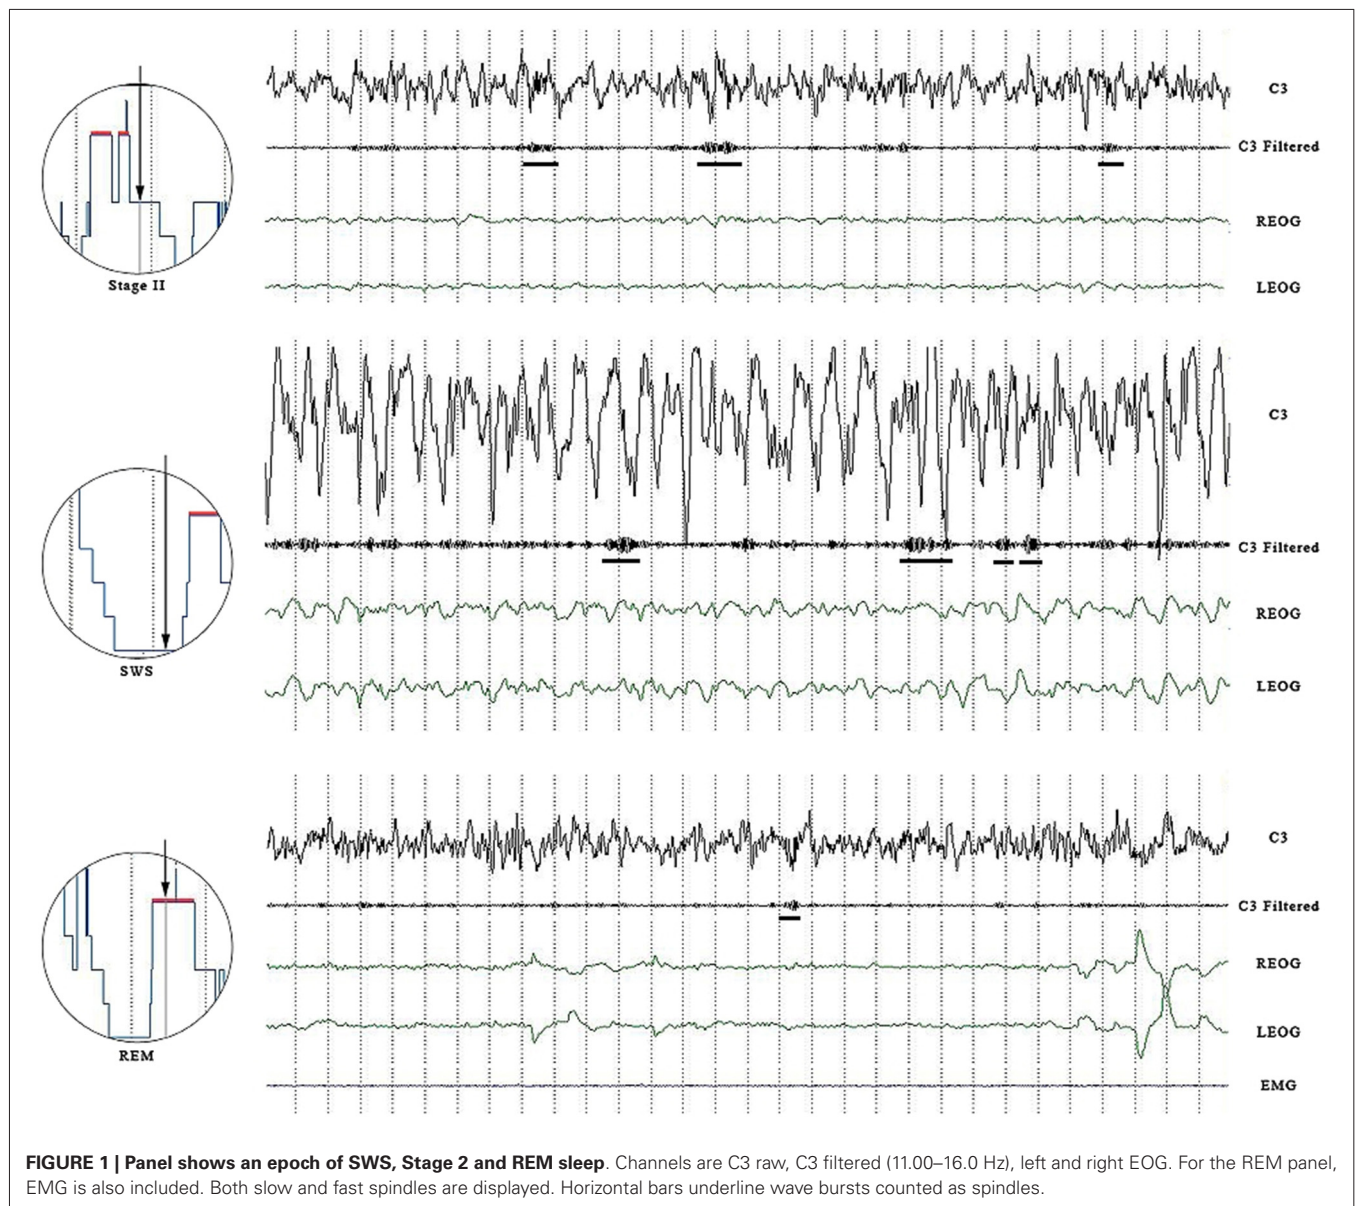 C3
C3 Filtered
REOG
LEOG
Stage II
C3
C3 Filtered
REOG
LEOG
SWS
C3
C3 Filtered
REOG
LEOG
EMG
REM
FIGURE 1 | Panel shows an epoch of SWS, Stage 2 and REM sleep. Channels are C3 raw, C3 filtered (11.00–16.0 Hz), left and right EOG. For the REM panel,
EMG is also included. Both slow and fast spindles are displayed. Horizontal bars underline wave bursts counted as spindles.